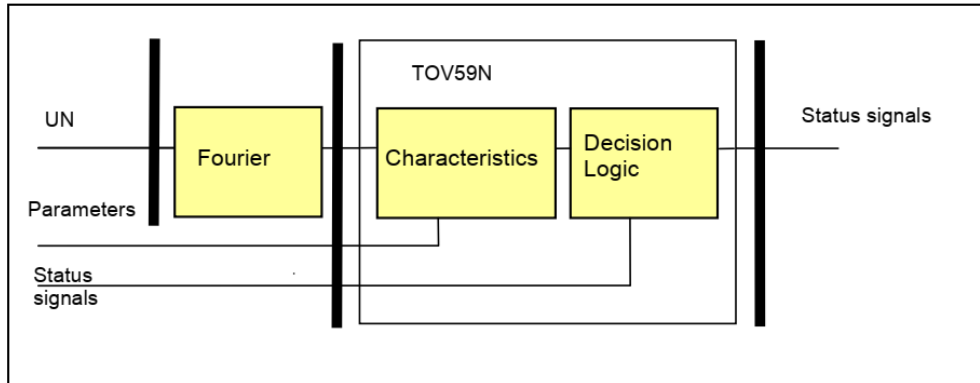 TOV59N
UN
Fourier
Characteristics
Decision
Logic
Status signals
Parameters
Status
signals